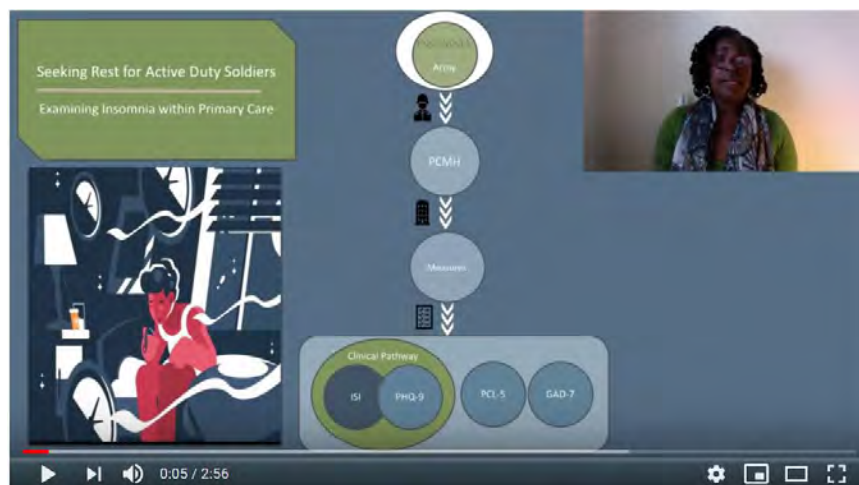 Seeking Rest for Active Duty Soldiers
Examining Insomnia within Primary Care
Army
PCMH
Measures
Clinical Pathway
ISI
PHQ-9
PCL-5
GAD-7
0:05 / 2:56